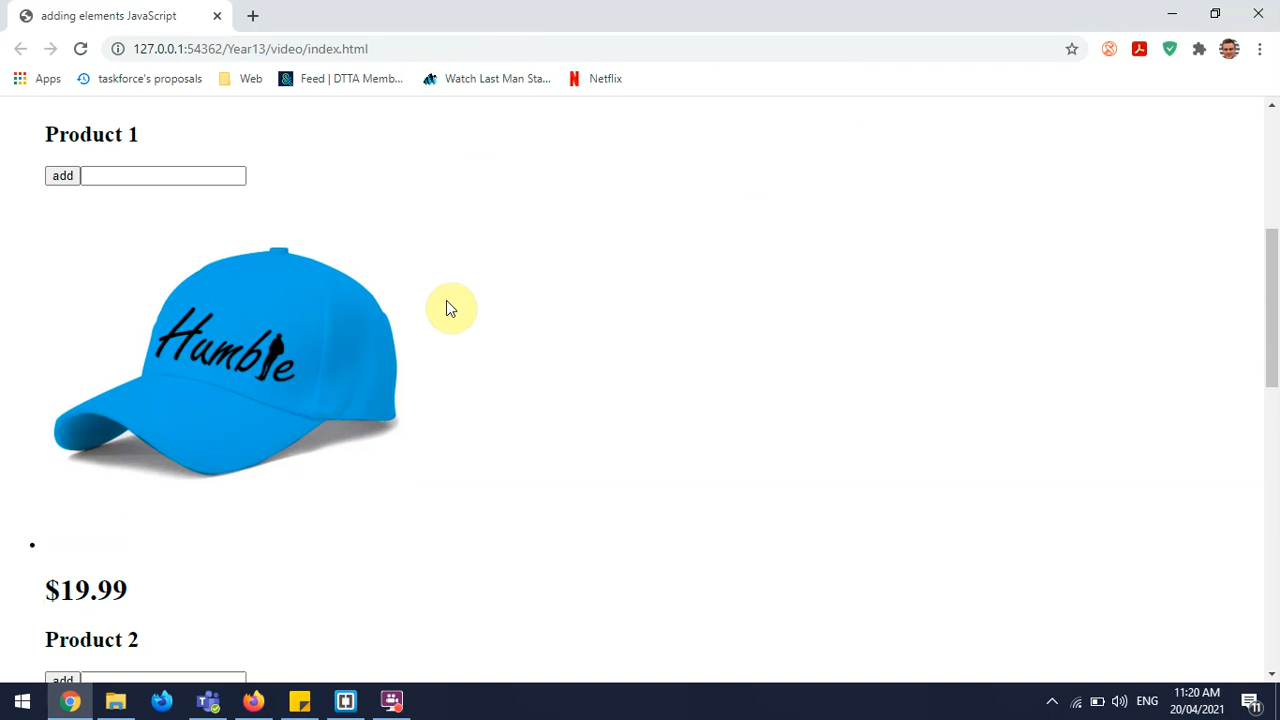 adding elements JavaScript
127.0.0.1:54362/Year13/video/index.html
Apps
taskforce's proposals
Web
Feed | DTTA Memb...
Watch Last Man Sta...
Netflix
Product 1
add
Humble
$19.99
Product 2
add
ENG
11:20 AM
20/04/2021
11